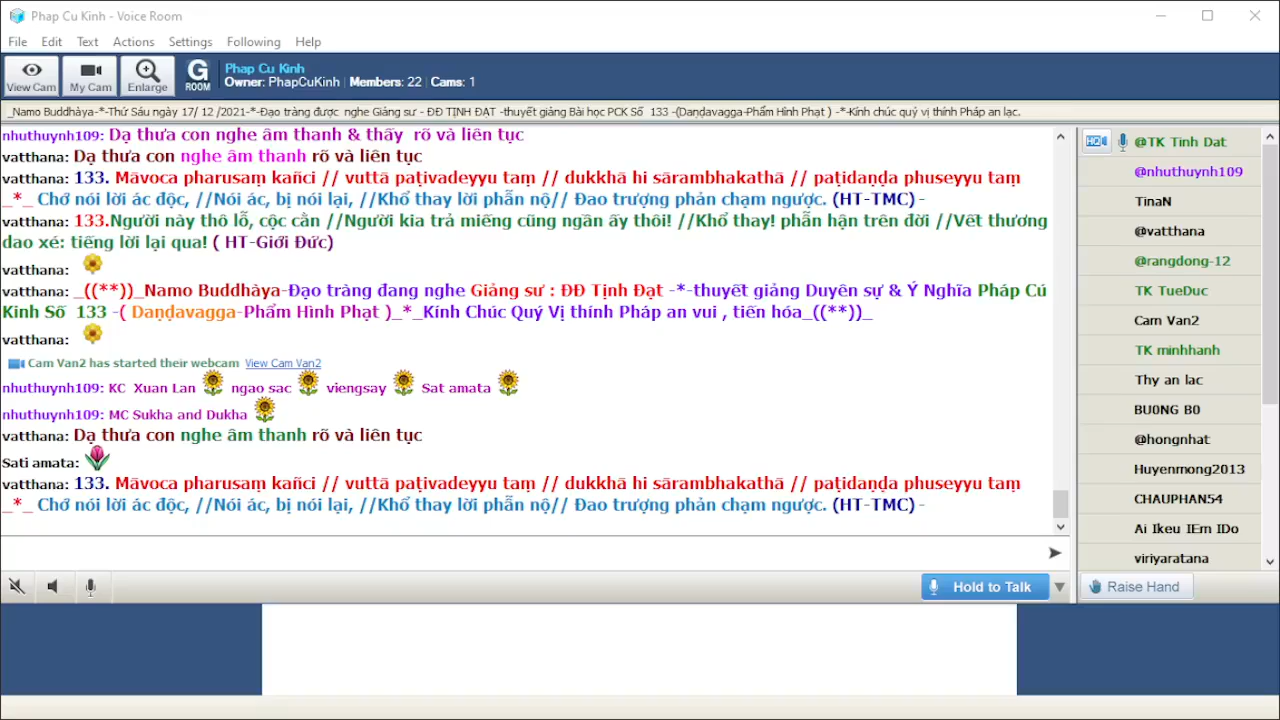 Phap Cu Kinh - Voice Room
File Edit Text Actions Settings Following Help
View Cam My Cam Enlarge G ROOM
Phap Cu Kinh
Owner: PhapCuKinh Members: 22 Cams: 1
_Namo Buddhàya-*-Thứ Sáu ngày 17/ 12 /2021-*-Đạo tràng được nghe Giảng sư - ĐĐ TỊNH ĐẠT -thuyết giảng Bài học PCK Số 133 -(Daṇḍavagga-Phẩm Hình Phạt ) -*-Kính chúc quý vị thính Pháp an lạc.
nhuthuynh109: Dạ thưa con nghe âm thanh & thấy rõ và liên tục
vatthana: Dạ thưa con nghe âm thanh rõ và liên tục
vatthana: 133. Māvoca pharusaṃ kañci // vuttā paṭivadeyyu taṃ // dukkhā hi sārambhakathā // paṭidaṇḍa phuseyyu taṃ
_*_ Chớ nói lời ác độc, //Nói ác, bị nói lại, //Khổ thay lời phẫn nộ// Đao trượng phản chạm ngược. (HT-TMC) -
vatthana: 133.Người này thô lỗ, cộc cằn //Người kia trả miếng cũng ngần ấy thôi! //Khổ thay! phẫn hận trên đời //Vết thương
dao xé: tiếng lời lại qua! ( HT-Giới Đức)
vatthana:
vatthana: _((**))_Namo Buddhàya-Đạo tràng đang nghe Giảng sư : ĐĐ Tịnh Đạt -*-thuyết giảng Duyên sự & Ý Nghĩa Pháp Cú
Kinh Số 133 -( Daṇḍavagga-Phẩm Hình Phạt )_*_Kính Chúc Quý Vị thính Pháp an vui , tiến hóa_((**))_
vatthana:
Cam Van2 has started their webcam View Cam Van2
nhuthuynh109: KC Xuan Lan ngao sac viengsay Sat amata
nhuthuynh109: MC Sukha and Dukha
vatthana: Dạ thưa con nghe âm thanh rõ và liên tục
Sati amata:
vatthana: 133. Māvoca pharusaṃ kañci // vuttā paṭivadeyyu taṃ // dukkhā hi sārambhakathā // paṭidaṇḍa phuseyyu taṃ
_*_ Chớ nói lời ác độc, //Nói ác, bị nói lại, //Khổ thay lời phẫn nộ// Đao trượng phản chạm ngược. (HT-TMC) -
Hold to Talk
@TK Tinh Dat
@nhuthuynh109
TinaN
@vatthana
@rangdong-12
TK TueDuc
Cam Van2
TK minhhanh
Thy an lac
BU0NG B0
@hongnhat
Huyenmong2013
CHAUPHAN54
Ai Ikeu IEm IDo
viriyaratana
Raise Hand